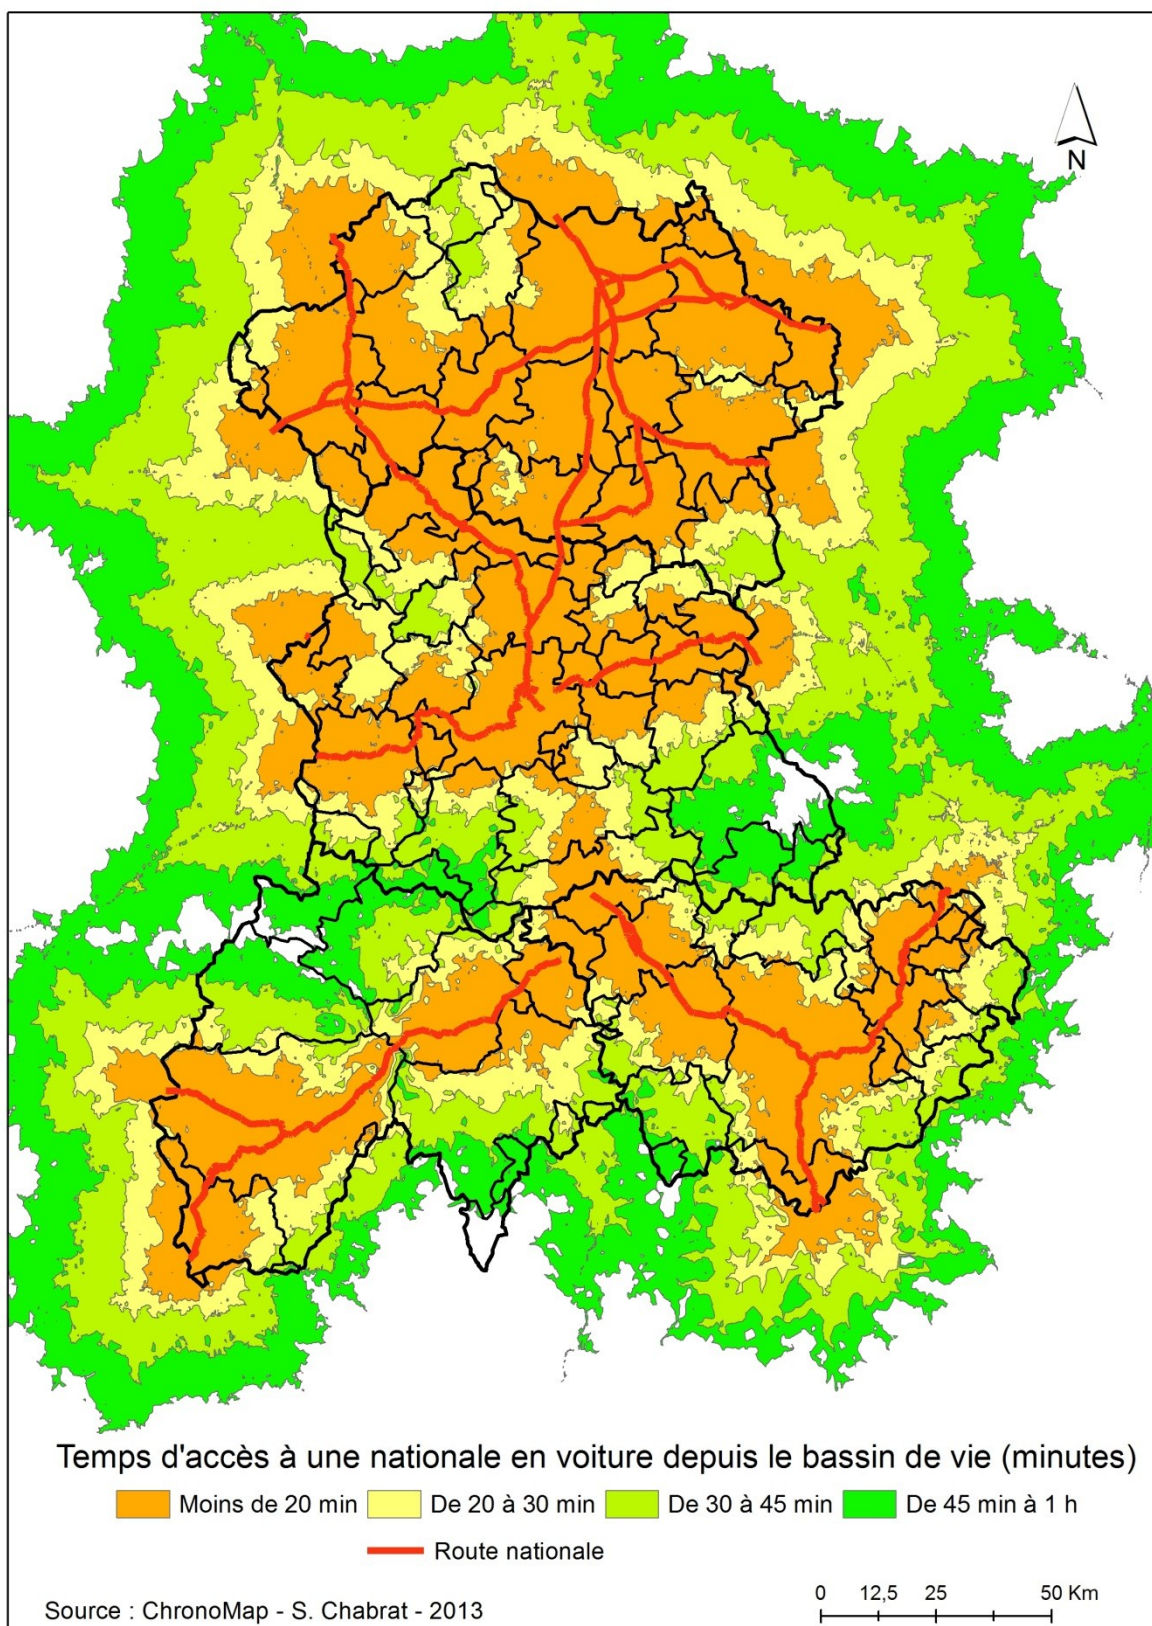 N
Temps d'accès à une nationale en voiture depuis le bassin de vie (minutes)
Moins de 20 min De 20 à 30 min De 30 à 45 min De 45 min à 1 h
Route nationale
0 12,5 25 50 Km
Source : ChronoMap - S. Chabrat - 2013